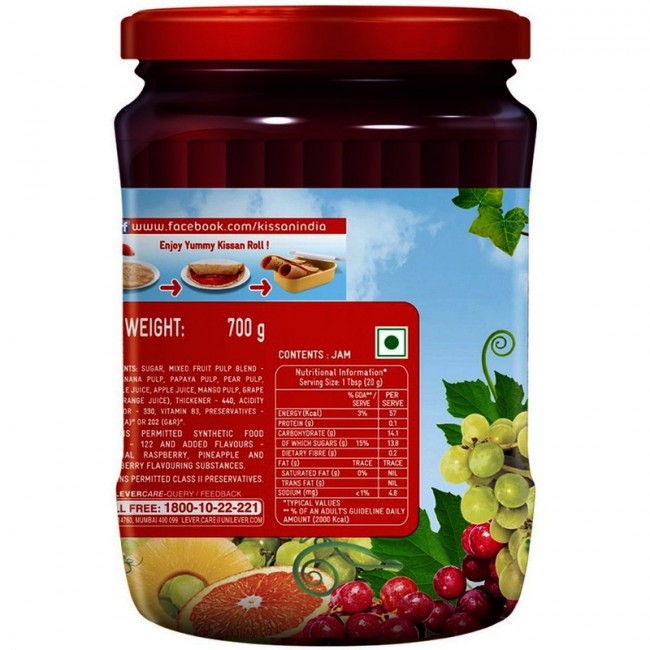 www.facebook.com/kissanindia
Enjoy Yummy Kissan Roll !
WEIGHT: 700 g
CONTENTS : JAM
NTS: SUGAR, MIXED FRUIT PULP BLEND -
ANANA PULP, PAPAYA PULP, PEAR PULP,
LE JUICE, APPLE JUICE, MANGO PULP, GRAPE
RANGE JUICE), THICKENER - 440, ACIDITY
OR - 330, VITAMIN B3, PRESERVATIVES -
(A)* OR 202 (G&R)*.
NS PERMITTED SYNTHETIC FOOD
- 122 AND ADDED FLAVOURS -
AL RASPBERRY, PINEAPPLE AND
BERRY FLAVOURING SUBSTANCES.
NS PERMITTED CLASS II PRESERVATIVES.
LEVERCARE-QUERY / FEEDBACK
LL FREE: 1800-10-22-221
14760, MUMBAI 400 099 LEVER.CARE@UNILEVER.COM
Nutritional Information*
Serving Size: 1 Tbsp (20 g)
% GDA**/ SERVE PER SERVE
ENERGY (Kcal) 3% 57
PROTEIN (g) 0.1
CARBOHYDRATE (g) 14.1
OF WHICH SUGARS (g) 15% 13.8
DIETARY FIBRE (g) 0.2
FAT (g) TRACE TRACE
SATURATED FAT (g) 0% NIL
TRANS FAT (g) NIL
SODIUM (mg) <1% 4.8
*TYPICAL VALUES
** % OF AN ADULT'S GUIDELINE DAILY
AMOUNT (2000 Kcal)